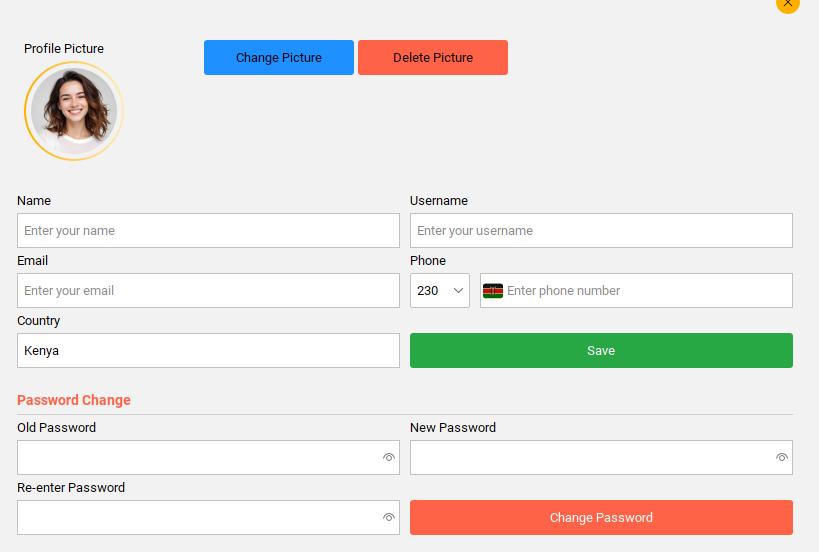 Profile Picture
Change Picture
Delete Picture
Name
Username
Enter your name
Enter your username
Email
Phone
Enter your email
230
Enter phone number
Country
Kenya
Save
Password Change
Old Password
New Password
Re-enter Password
Change Password